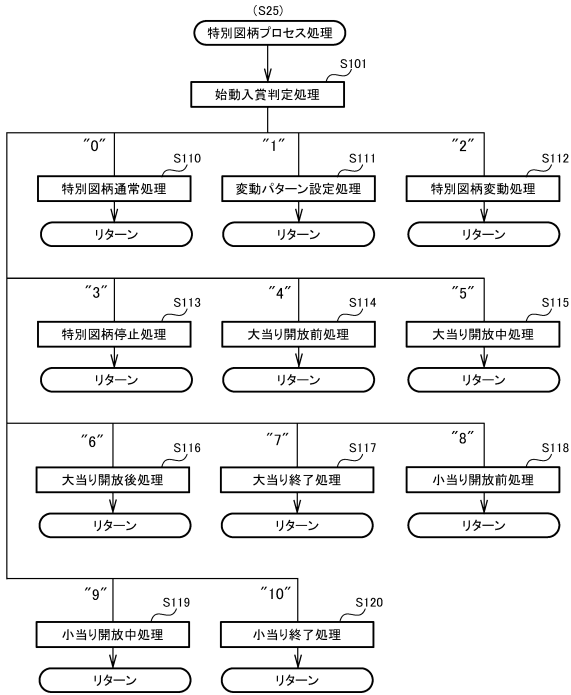 (S25)
特別図柄プロセス処理
S101
始動入賞判定処理
"0"
"1"
"2"
S110
S111
S112
特別図柄通常処理
変動パターン設定処理
特別図柄変動処理
リターン
リターン
リターン
"3"
"4"
"5"
S113
S114
S115
特別図柄停止処理
大当り開放前処理
大当り開放中処理
リターン
リターン
リターン
"6"
"7"
"8"
S116
S117
S118
大当り開放後処理
大当り終了処理
小当り開放前処理
リターン
リターン
リターン
"9"
"10"
S119
S120
小当り開放中処理
小当り終了処理
リターン
リターン